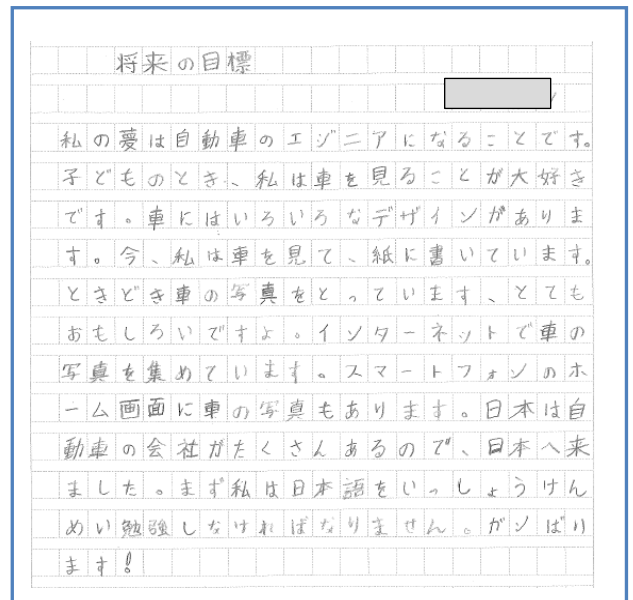 将来の目標
私の夢は自動車のエジニアになることです。
子どものとき、私は車を見ることが大好き
です。車にはいろいろなデザインがありま
す。今、私は車を見て、紙に書いています。
ときどき車の写真をとっています、とても
おもしろいですよ。インターネットで車の
写真を集めています。スマートフォンのホ
ーム画面に車の写真もあります。日本は自
動車の会社がたくさんあるので、日本へ来
ました。まず私は日本語をいっしょうけん
めい勉強しなければなりません。ガンばり
ます!